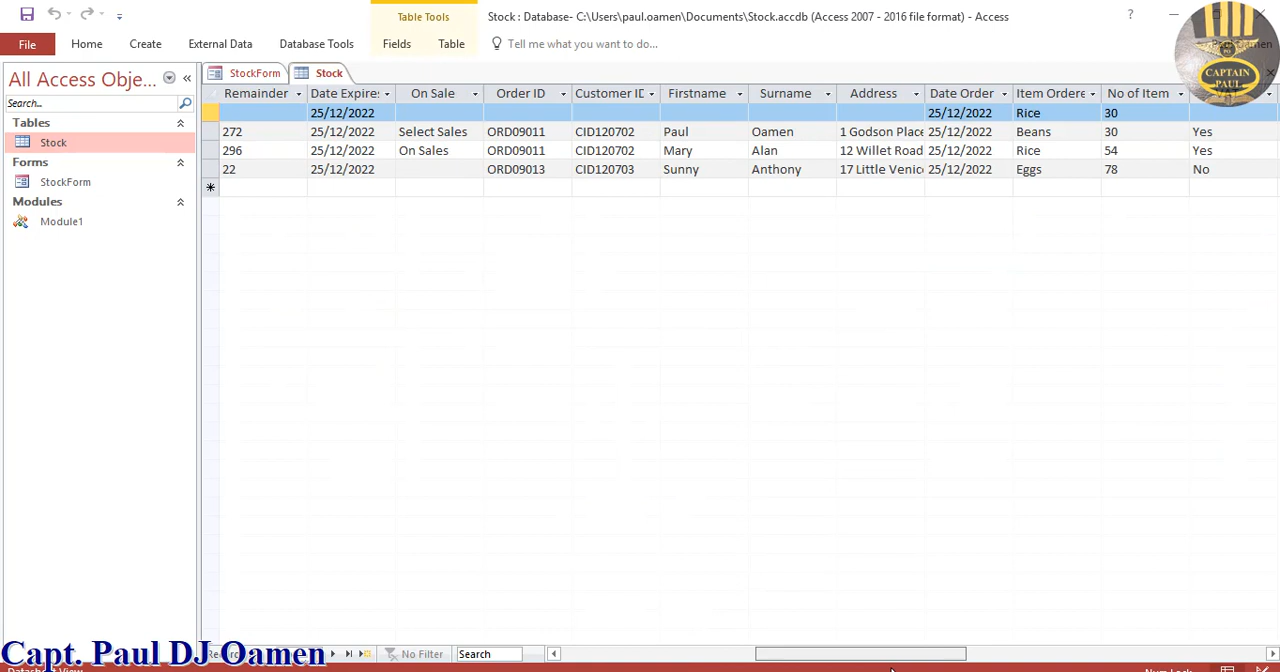 Table Tools
Stock : Database- C:\Users\paul.oamen\Documents\Stock.accdb (Access 2007 - 2016 file format) - Access
?
File Home Create External Data Database Tools Fields Table Tell me what you want to do...
CAPTAIN
PAUL
All Access Obje...
StockForm Stock
Search...
Remainder Date Expires On Sale Order ID Customer ID Firstname Surname Address Date Order Item Ordere No of Item
Tables
25/12/2022 25/12/2022 Rice 30
272 25/12/2022 Select Sales ORD09011 CID120702 Paul Oamen 1 Godson Place 25/12/2022 Beans 30 Yes
Stock
296 25/12/2022 On Sales ORD09011 CID120702 Mary Alan 12 Willet Road 25/12/2022 Rice 54 Yes
Forms
22 25/12/2022 ORD09013 CID120703 Sunny Anthony 17 Little Venic 25/12/2022 Eggs 78 No
StockForm
Modules
Module1
Capt. Paul DJ Oamen
No Filter Search